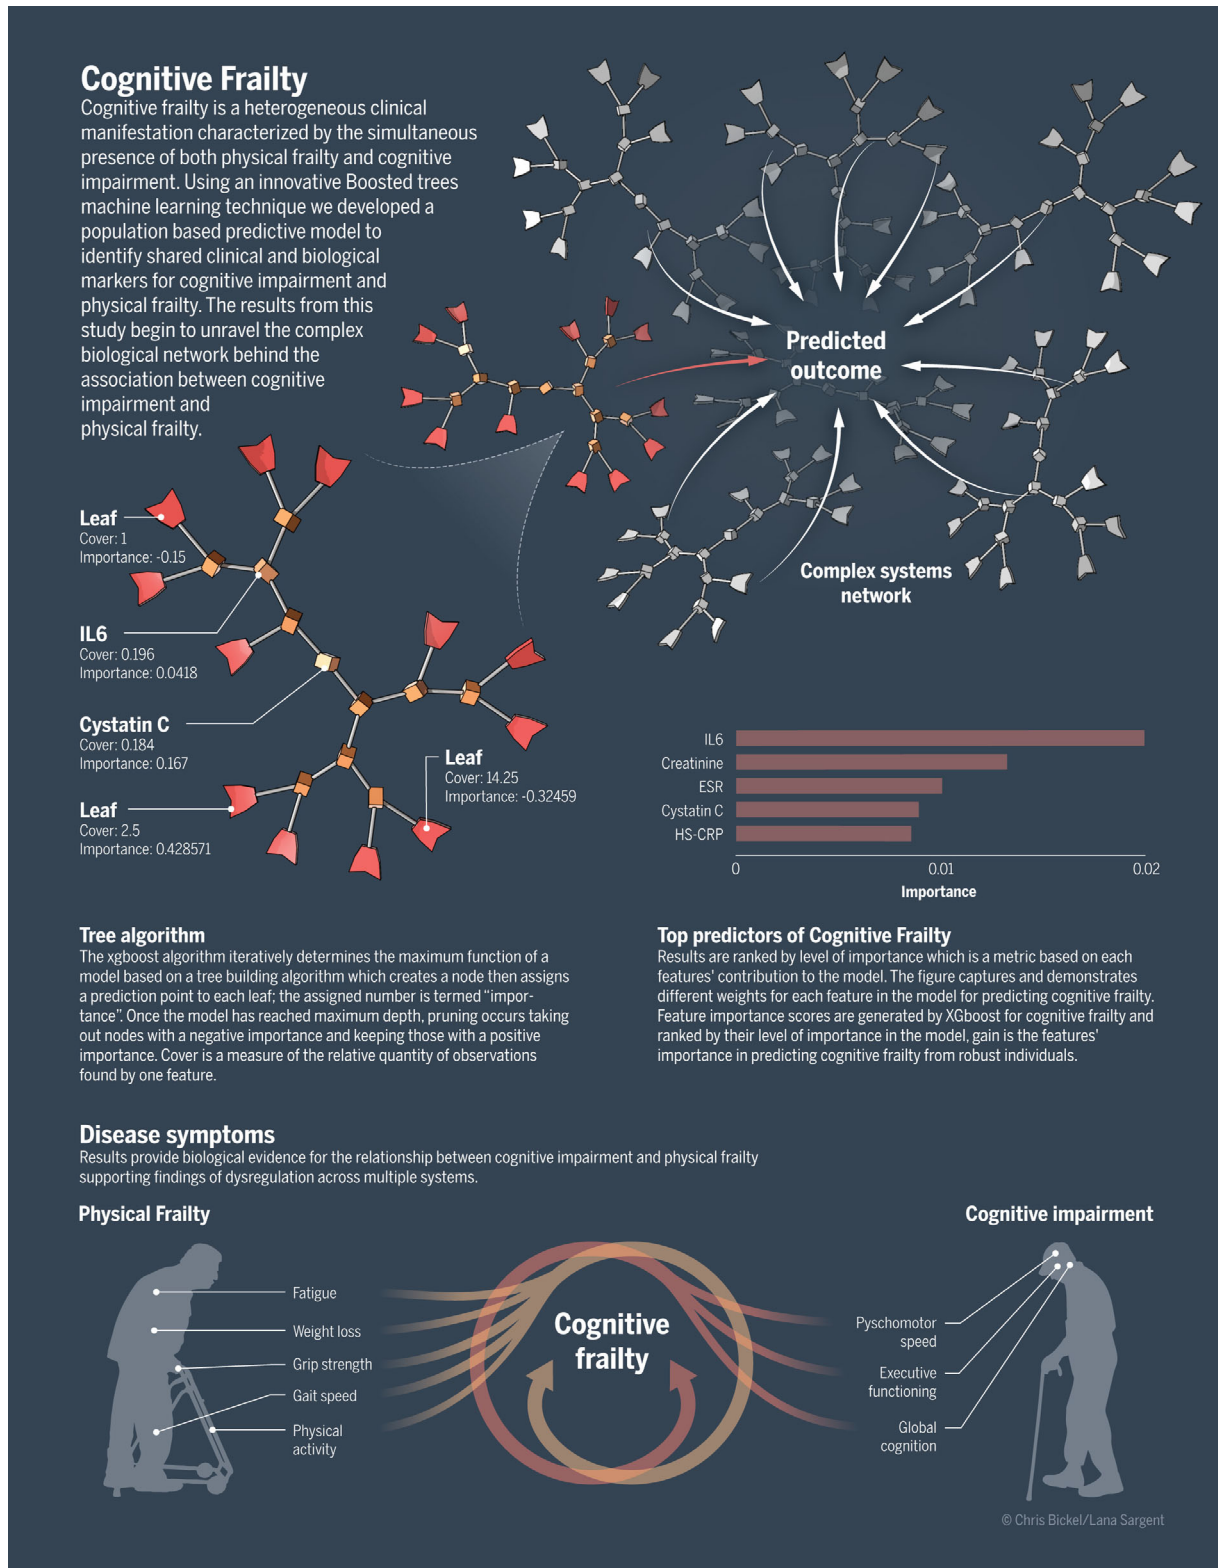 Cognitive Frailty
Cognitive frailty is a heterogeneous clinical
manifestation characterized by the simultaneous
presence of both physical frailty and cognitive
impairment. Using an innovative Boosted trees
machine learning technique we developed a
population based predictive model to
identify shared clinical and biological
markers for cognitive impairment and
physical frailty. The results from this
study begin to unravel the complex
biological network behind the
association between cognitive
impairment and
physical frailty.
Predicted
outcome
Complex systems
network
Leaf
Cover: 1
Importance: -0.15
IL6
Cover: 0.196
Importance: 0.0418
Cystatin C
Cover: 0.184
Importance: 0.167
Leaf
Cover: 2.5
Importance: 0.428571
Leaf
Cover: 14.25
Importance: -0.32459
IL6
Creatinine
ESR
Cystatin C
HS-CRP
0 0.01 0.02
Importance
Tree algorithm
The xgboost algorithm iteratively determines the maximum function of a
model based on a tree building algorithm which creates a node then assigns
a prediction point to each leaf; the assigned number is termed “impor-
tance”. Once the model has reached maximum depth, pruning occurs taking
out nodes with a negative importance and keeping those with a positive
importance. Cover is a measure of the relative quantity of observations
found by one feature.
Top predictors of Cognitive Frailty
Results are ranked by level of importance which is a metric based on each
features' contribution to the model. The figure captures and demonstrates
different weights for each feature in the model for predicting cognitive frailty.
Feature importance scores are generated by XGboost for cognitive frailty and
ranked by their level of importance in the model, gain is the features'
importance in predicting cognitive frailty from robust individuals.
Disease symptoms
Results provide biological evidence for the relationship between cognitive impairment and physical frailty
supporting findings of dysregulation across multiple systems.
Physical Frailty
Fatigue
Weight loss
Grip strength
Gait speed
Physical
activity
Cognitive
frailty
Cognitive impairment
Pyschomotor
speed
Executive
functioning
Global
cognition
© Chris Bickel/Lana Sargent